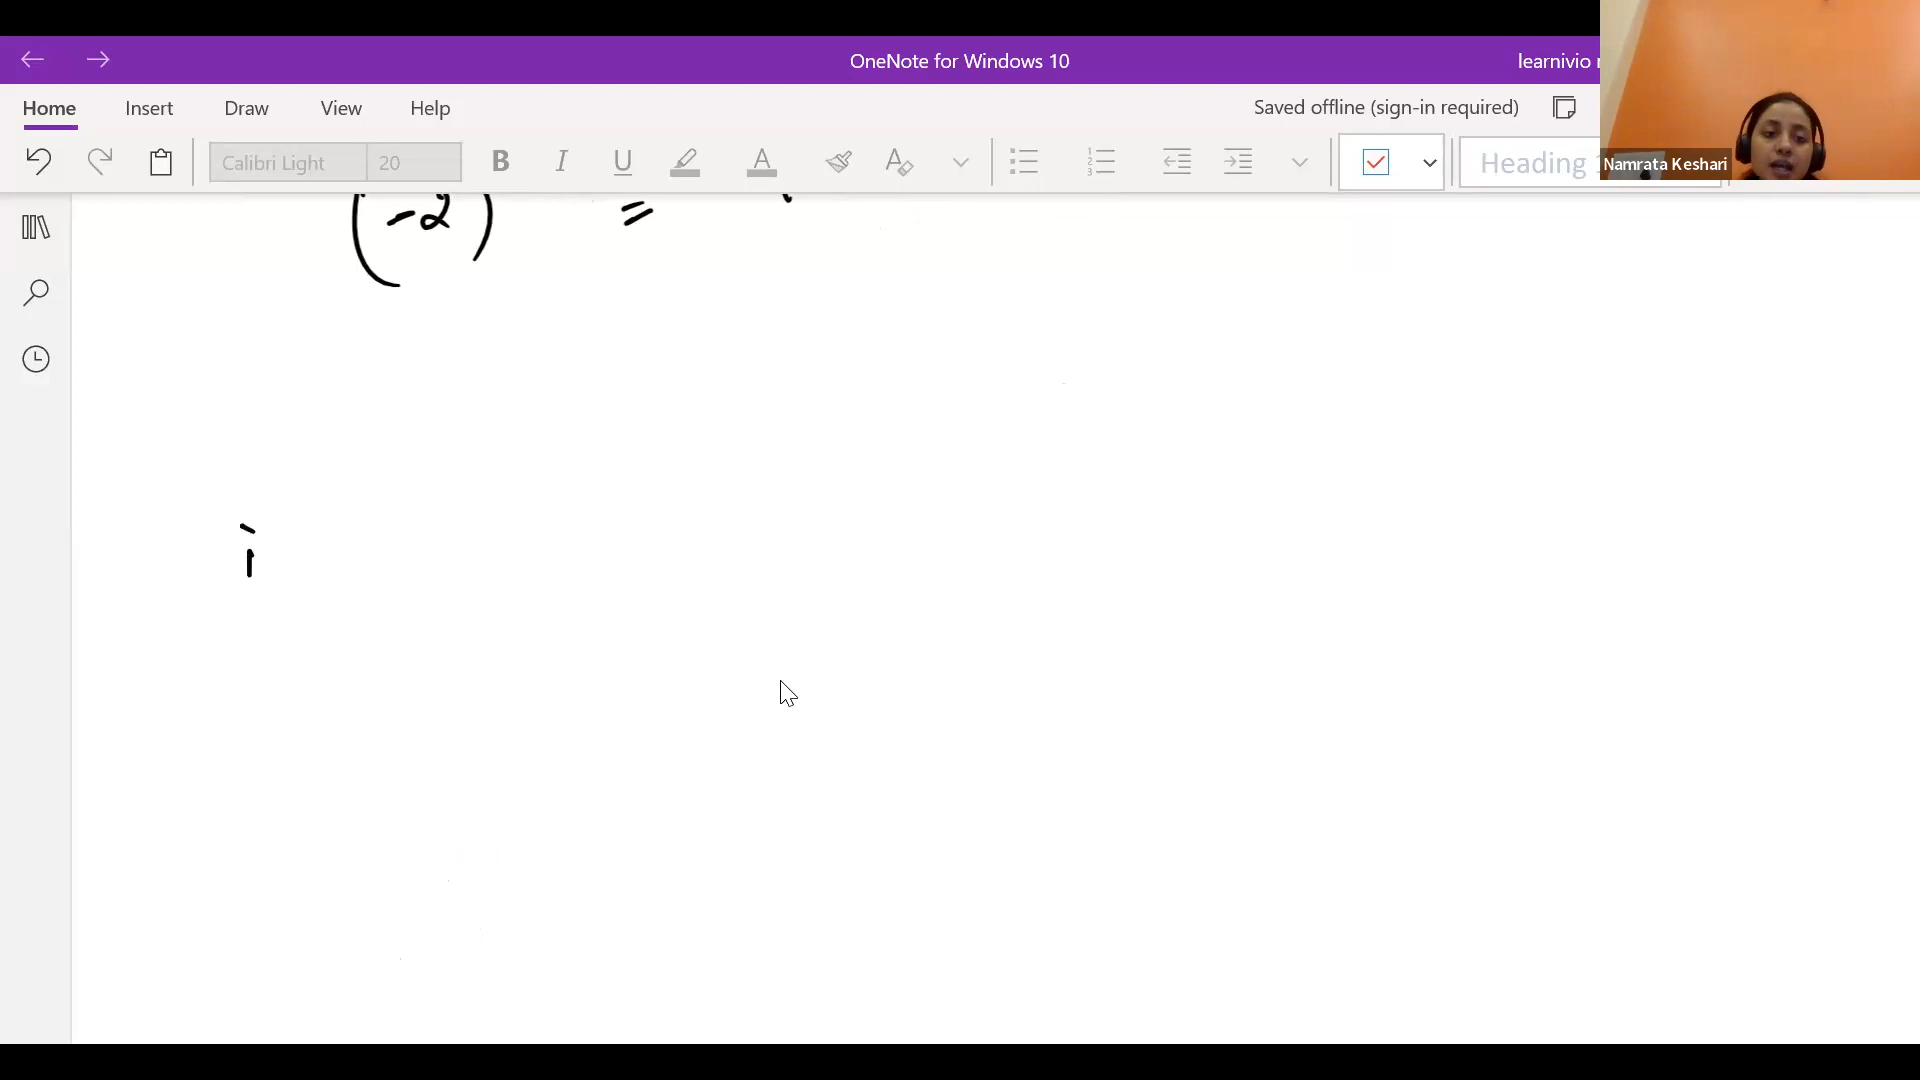 OneNote for Windows 10
learnivio
Home Insert Draw View Help
Saved offline (sign-in required)
Calibri Light 20
B I U A A
Heading
Namrata Keshari
(-2) =
i